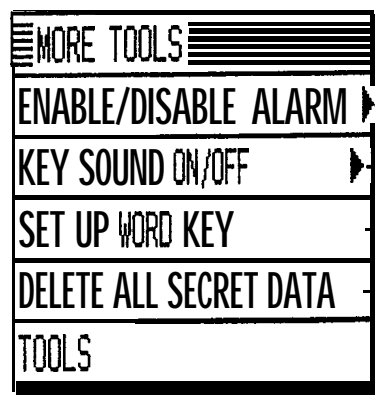 MORE TOOLS
ENABLE/DISABLE ALARM
KEY SOUND ON/OFF
SET UP WORD KEY
DELETE ALL SECRET DATA
TOOLS